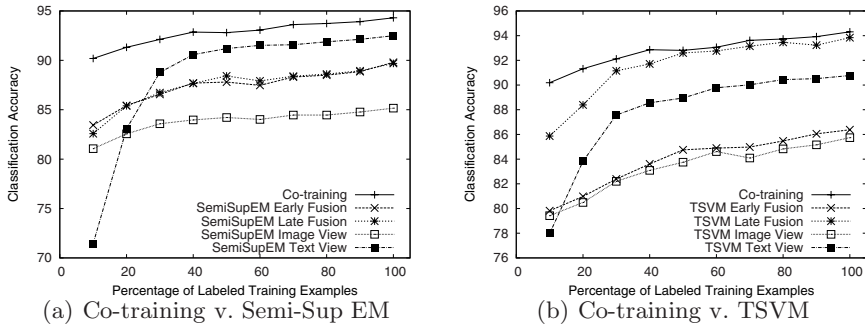 Classification Accuracy
95
90
85
80
75
70
0 20 40 60 80 100
Percentage of Labeled Training Examples
Co-training
SemiSupEM Early Fusion
SemiSupEM Late Fusion
SemiSupEM Image View
SemiSupEM Text View
(a) Co-training v. Semi-Sup EM
Classification Accuracy
96
94
92
90
88
86
84
82
80
78
76
0 20 40 60 80 100
Percentage of Labeled Training Examples
Co-training
TSVM Early Fusion
TSVM Late Fusion
TSVM Image View
TSVM Text View
(b) Co-training v. TSVM